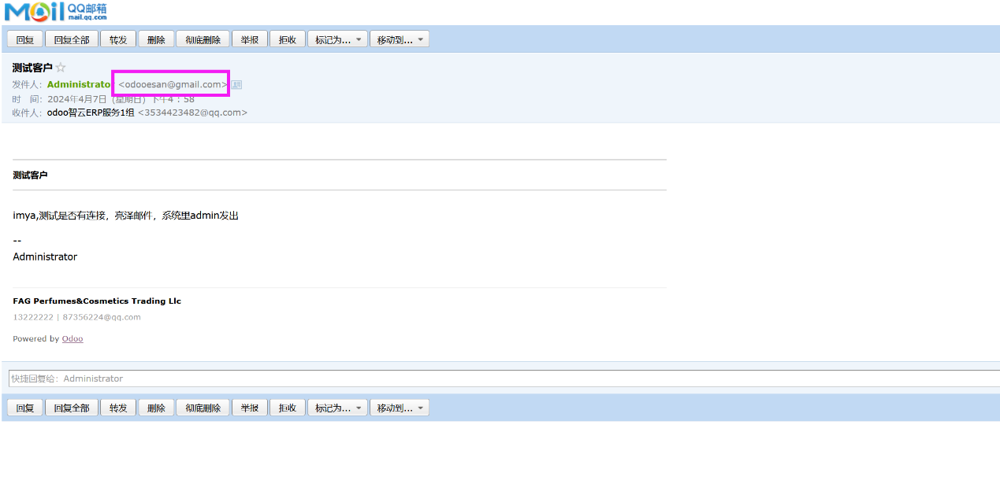 Mail QQ邮箱
mail.qq.com
回复 回复全部 转发 删除 彻底删除 举报 拒收 标记为... 移动到...
测试客户
发件人: Administrator <odooesan@gmail.com>
时 间: 2024年4月7日 (星期日) 下午4:58
收件人: odoo智云ERP服务1组 <3534423482@qq.com>
测试客户
imya,测试是否有连接，亮泽邮件，系统里admin发出
--
Administrator
FAG Perfumes&Cosmetics Trading Llc
13222222 | 87356224@qq.com
Powered by Odoo
快捷回复给: Administrator
回复 回复全部 转发 删除 彻底删除 举报 拒收 标记为... 移动到...